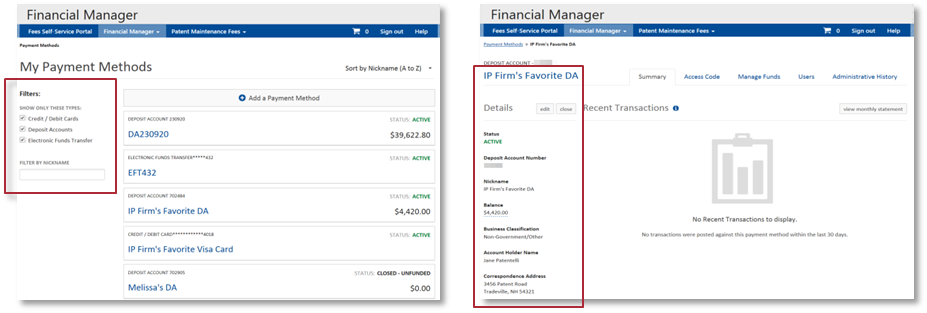 Financial Manager
Fees Self-Service Portal Financial Manager Patent Maintenance Fees 0 Sign out Help
Payment Methods
My Payment Methods
Sort by Nickname (A to Z)
Filters:
SHOW ONLY THESE TYPES:
Credit / Debit Cards
Deposit Accounts
Electronic Funds Transfer
FILTER BY NICKNAME
Add a Payment Method
DEPOSIT ACCOUNT 230920 STATUS: ACTIVE
DA230920 $39,622.80
ELECTRONIC FUNDS TRANSFER*****432 STATUS: ACTIVE
EFT432
DEPOSIT ACCOUNT 702484 STATUS: ACTIVE
IP Firm's Favorite DA $4,420.00
CREDIT / DEBIT CARD************4018 STATUS: ACTIVE
IP Firm's Favorite Visa Card
DEPOSIT ACCOUNT 702905 STATUS: CLOSED - UNFUNDED
Melissa's DA $0.00
Financial Manager
Fees Self-Service Portal Financial Manager Patent Maintenance Fees 0 Sign out Help
Payment Methods > IP Firm's Favorite DA
DEPOSIT ACCOUNT -
IP Firm's Favorite DA
Summary Access Code Manage Funds Users Administrative History
Details edit close
Recent Transactions view monthly statement
Status
ACTIVE
Deposit Account Number
Nickname
IP Firm's Favorite DA
Balance
$4,420.00
Business Classification
Non-Government/Other
Account Holder Name
Jane Patentelli
Correspondence Address
3456 Patent Road
Tradeville, NH 54321
No Recent Transactions to display.
No transactions were posted against this payment method within the last 30 days.